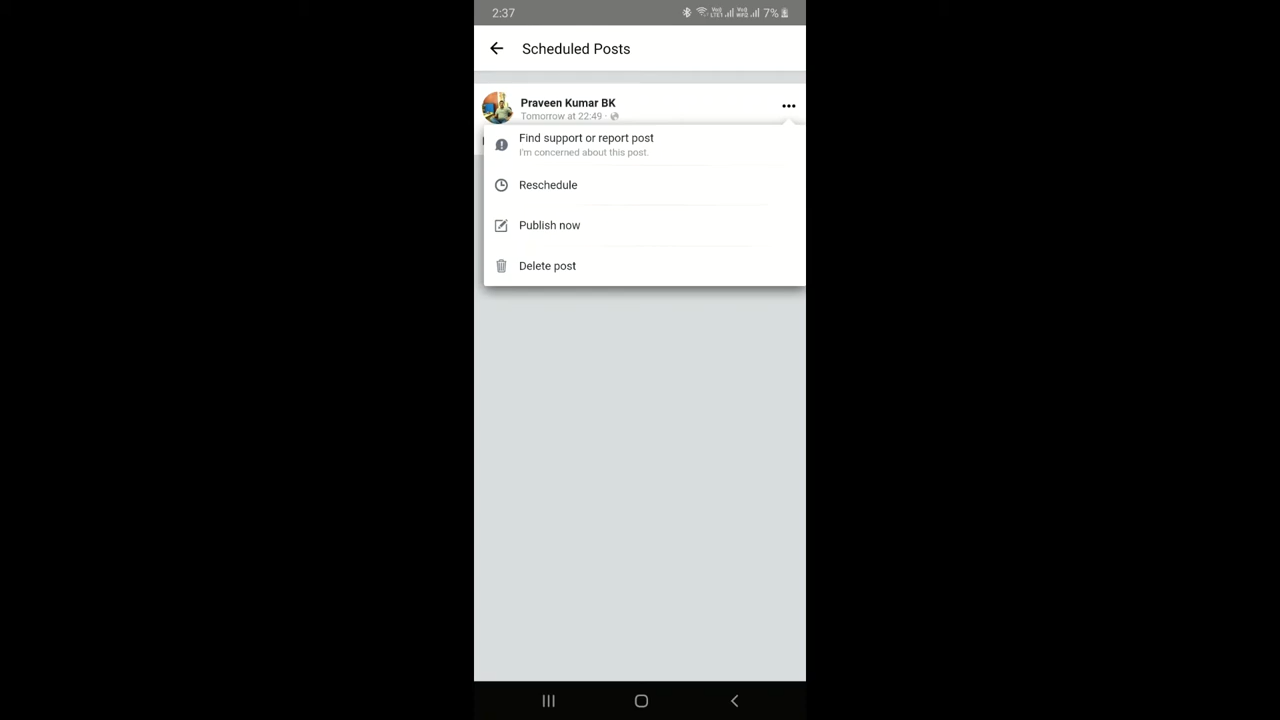 2:37
7%
Scheduled Posts
Praveen Kumar BK
Tomorrow at 22:49 ·
Find support or report post
I'm concerned about this post.
Reschedule
Publish now
Delete post